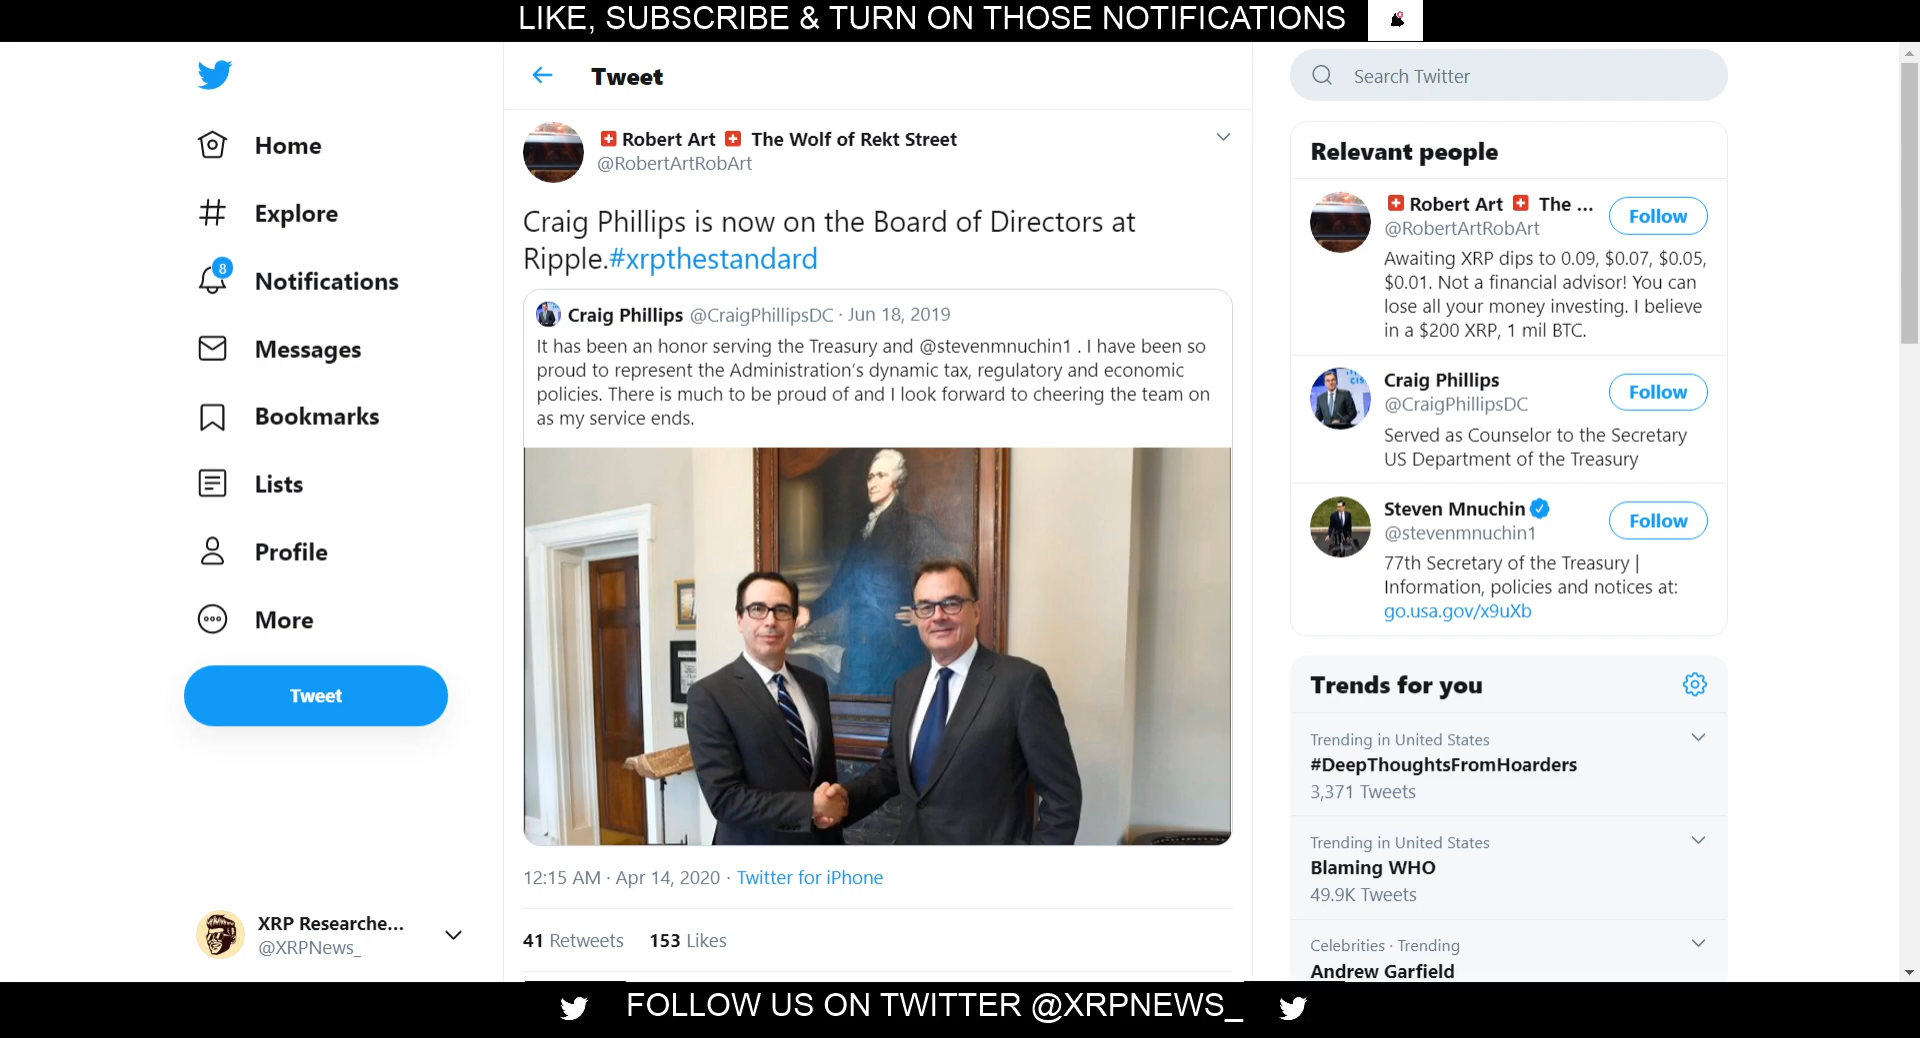 LIKE, SUBSCRIBE & TURN ON THOSE NOTIFICATIONS
Home
Explore
8
Notifications
Messages
Bookmarks
Lists
Profile
More
Tweet
XRP Researche...
@XRPNews_
Tweet
Robert Art The Wolf of Rekt Street
@RobertArtRobArt
Craig Phillips is now on the Board of Directors at
Ripple.#xrpthestandard
Craig Phillips @CraigPhillipsDC · Jun 18, 2019
It has been an honor serving the Treasury and @stevenmnuchin1 . I have been so
proud to represent the Administration's dynamic tax, regulatory and economic
policies. There is much to be proud of and I look forward to cheering the team on
as my service ends.
12:15 AM · Apr 14, 2020 · Twitter for iPhone
41 Retweets 153 Likes
Search Twitter
Relevant people
Robert Art The ...
Follow
@RobertArtRobArt
Awaiting XRP dips to 0.09, $0.07, $0.05,
$0.01. Not a financial advisor! You can
lose all your money investing. I believe
in a $200 XRP, 1 mil BTC.
Craig Phillips
Follow
@CraigPhillipsDC
Served as Counselor to the Secretary
US Department of the Treasury
Steven Mnuchin
Follow
@stevenmnuchin1
77th Secretary of the Treasury |
Information, policies and notices at:
go.usa.gov/x9uXb
Trends for you
Trending in United States
#DeepThoughtsFromHoarders
3,371 Tweets
Trending in United States
Blaming WHO
49.9K Tweets
Celebrities · Trending
Andrew Garfield
FOLLOW US ON TWITTER @XRPNEWS_